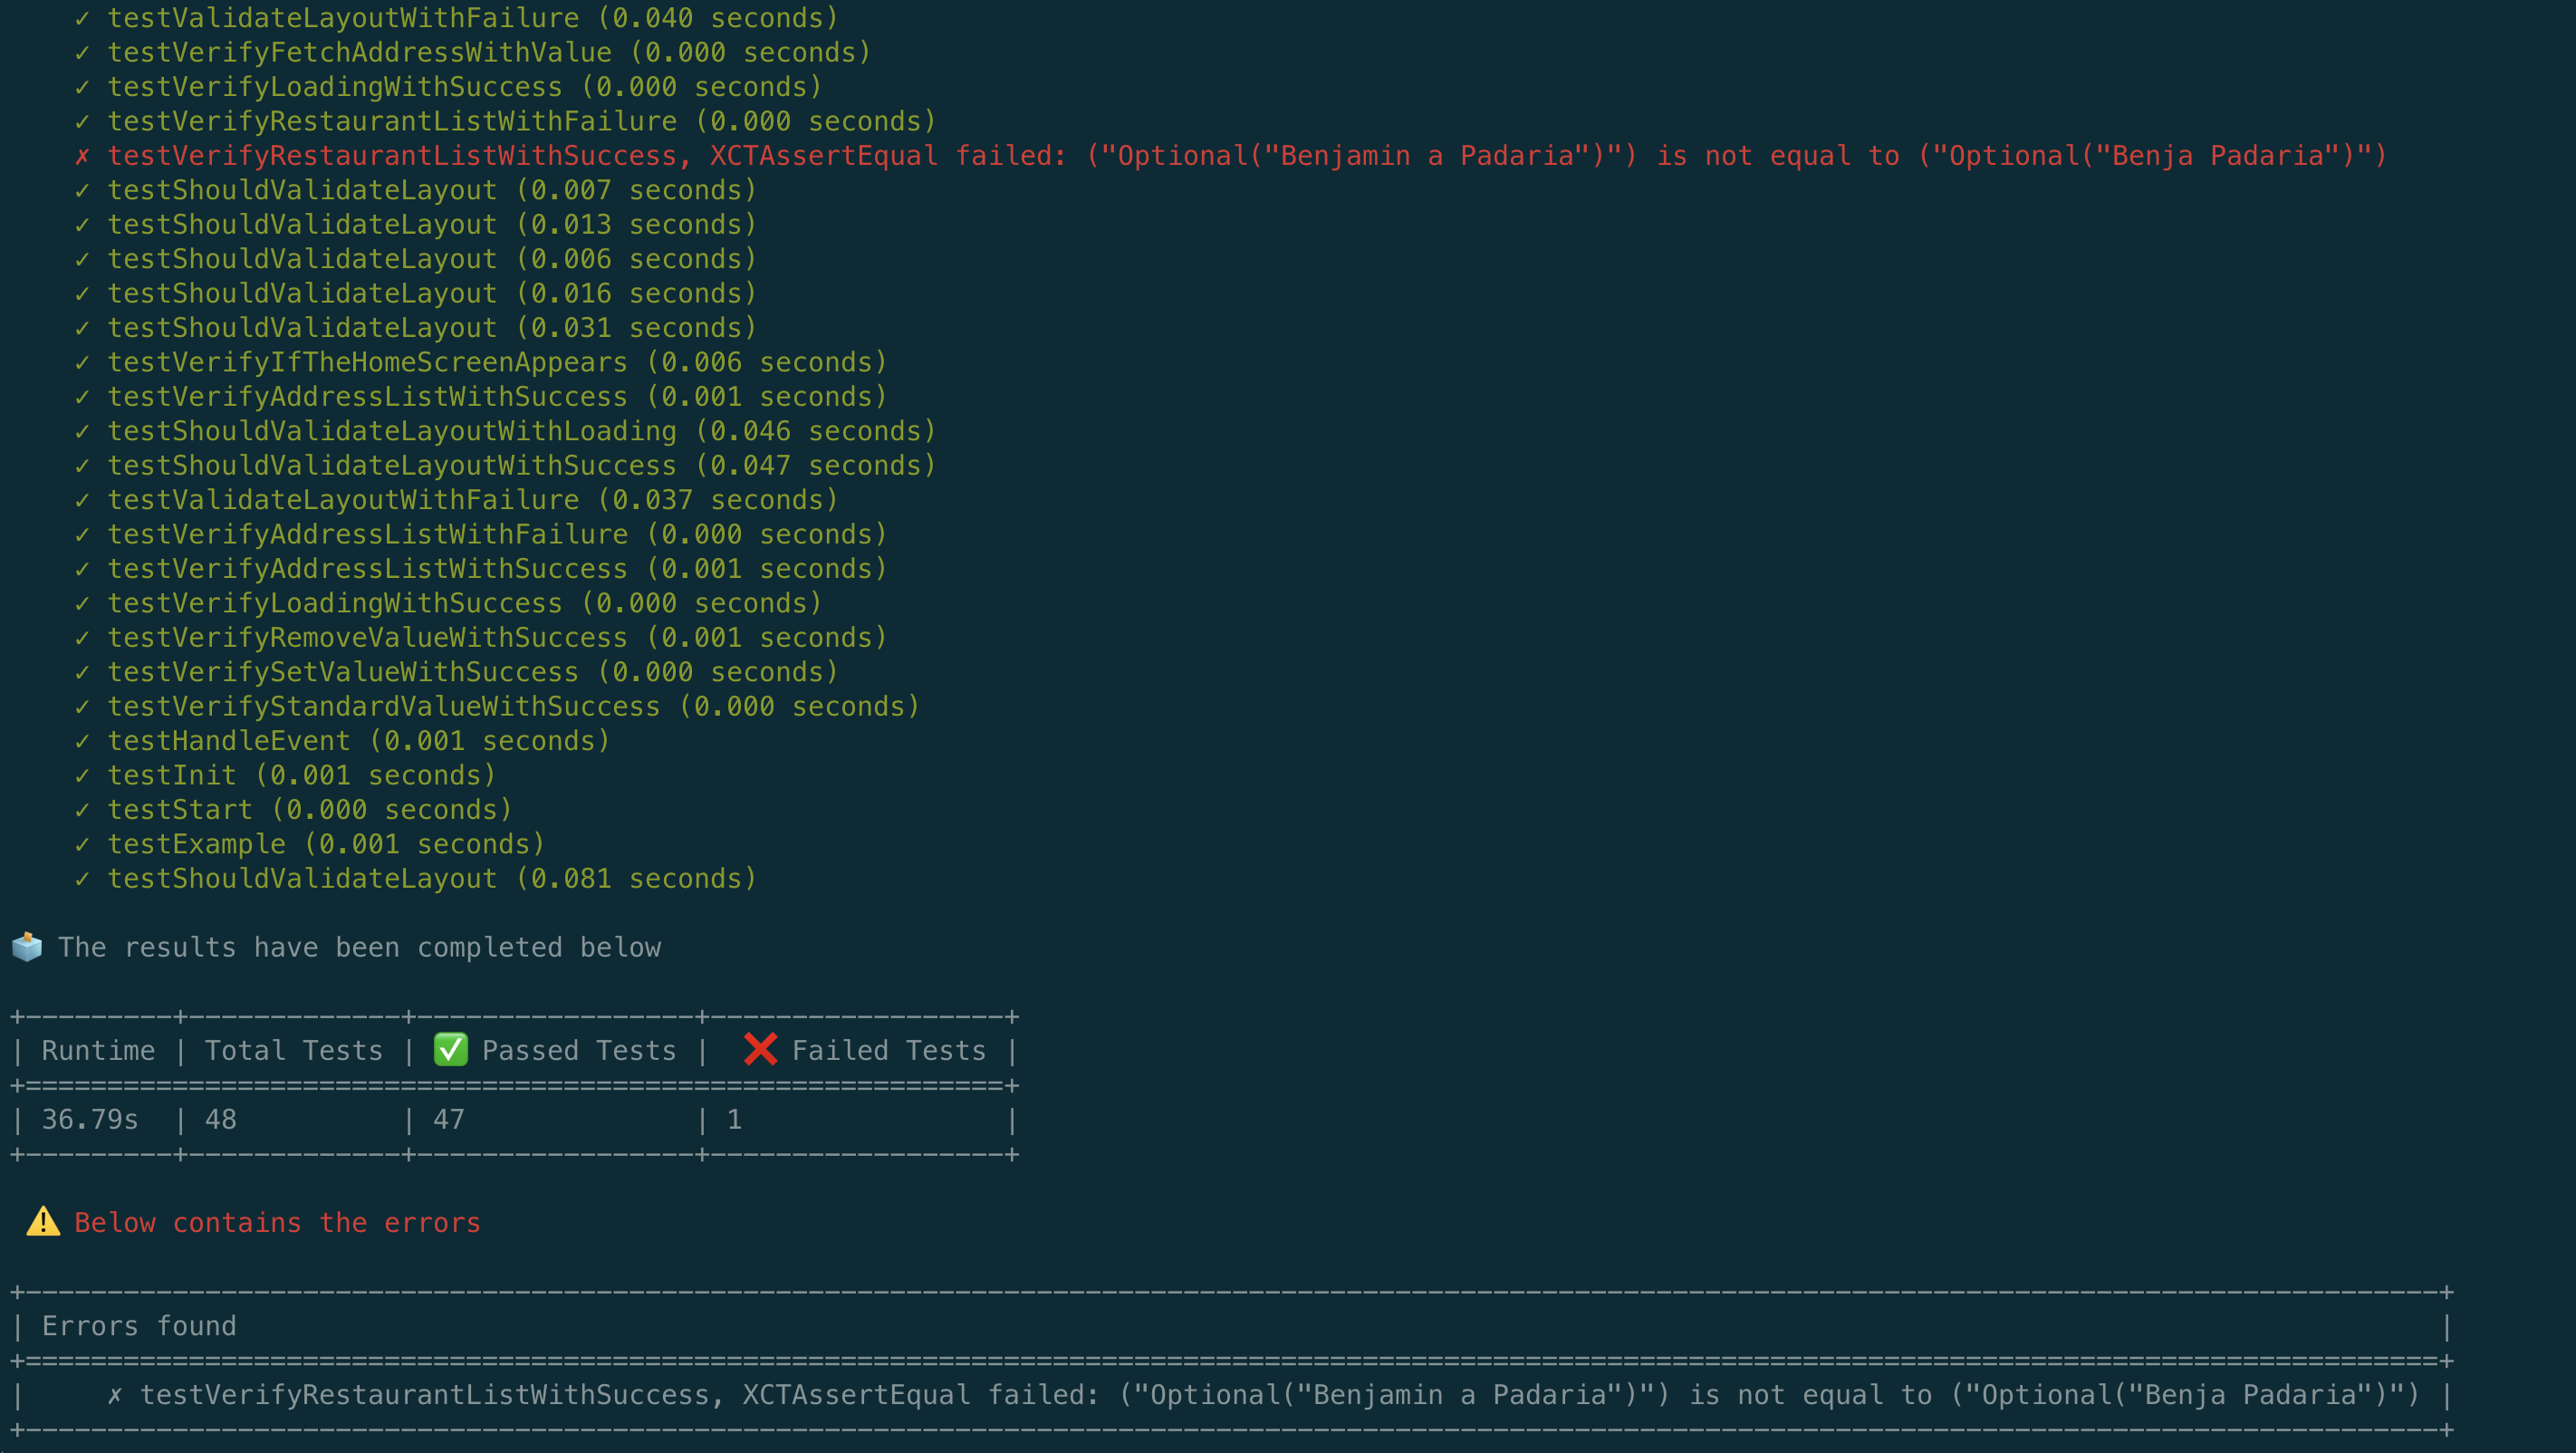 ✓ testValidateLayoutWithFailure (0.040 seconds)
✓ testVerifyFetchAddressWithValue (0.000 seconds)
✓ testVerifyLoadingWithSuccess (0.000 seconds)
✓ testVerifyRestaurantListWithFailure (0.000 seconds)
✗ testVerifyRestaurantListWithSuccess, XCTAssertEqual failed: ("Optional("Benjamin a Padaria")") is not equal to ("Optional("Benja Padaria")")
✓ testShouldValidateLayout (0.007 seconds)
✓ testShouldValidateLayout (0.013 seconds)
✓ testShouldValidateLayout (0.006 seconds)
✓ testShouldValidateLayout (0.016 seconds)
✓ testShouldValidateLayout (0.031 seconds)
✓ testVerifyIfTheHomeScreenAppears (0.006 seconds)
✓ testVerifyAddressListWithSuccess (0.001 seconds)
✓ testShouldValidateLayoutWithLoading (0.046 seconds)
✓ testShouldValidateLayoutWithSuccess (0.047 seconds)
✓ testValidateLayoutWithFailure (0.037 seconds)
✓ testVerifyAddressListWithFailure (0.000 seconds)
✓ testVerifyAddressListWithSuccess (0.001 seconds)
✓ testVerifyLoadingWithSuccess (0.000 seconds)
✓ testVerifyRemoveValueWithSuccess (0.001 seconds)
✓ testVerifySetValueWithSuccess (0.000 seconds)
✓ testVerifyStandardValueWithSuccess (0.000 seconds)
✓ testHandleEvent (0.001 seconds)
✓ testInit (0.001 seconds)
✓ testStart (0.000 seconds)
✓ testExample (0.001 seconds)
✓ testShouldValidateLayout (0.081 seconds)
🗳 The results have been completed below
| Runtime | Total Tests | ✅ Passed Tests | ❌ Failed Tests |
| 36.79s | 48 | 47 | 1 |
⚠️ Below contains the errors
| Errors found |
| ✗ testVerifyRestaurantListWithSuccess, XCTAssertEqual failed: ("Optional("Benjamin a Padaria")") is not equal to ("Optional("Benja Padaria")") |